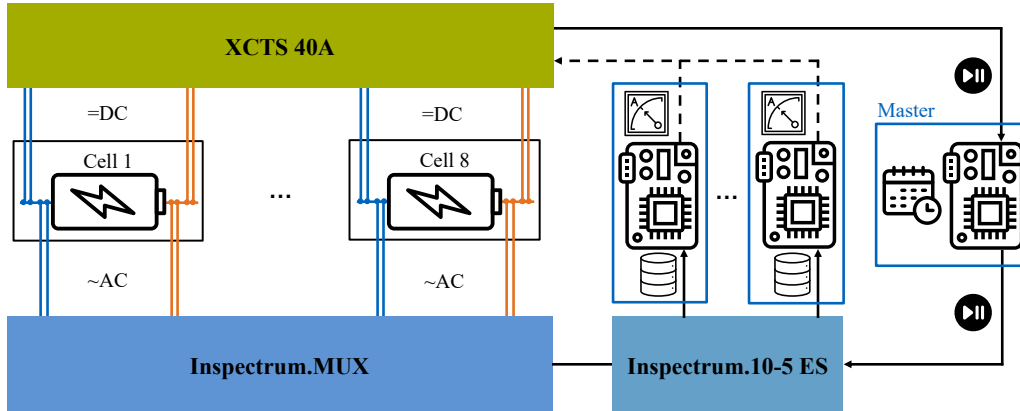 XCTS 40A
=DC
=DC
Cell 1
Cell 8
...
...
~AC
~AC
A
A
Master
Inspectrum.MUX
Inspectrum.10-5 ES